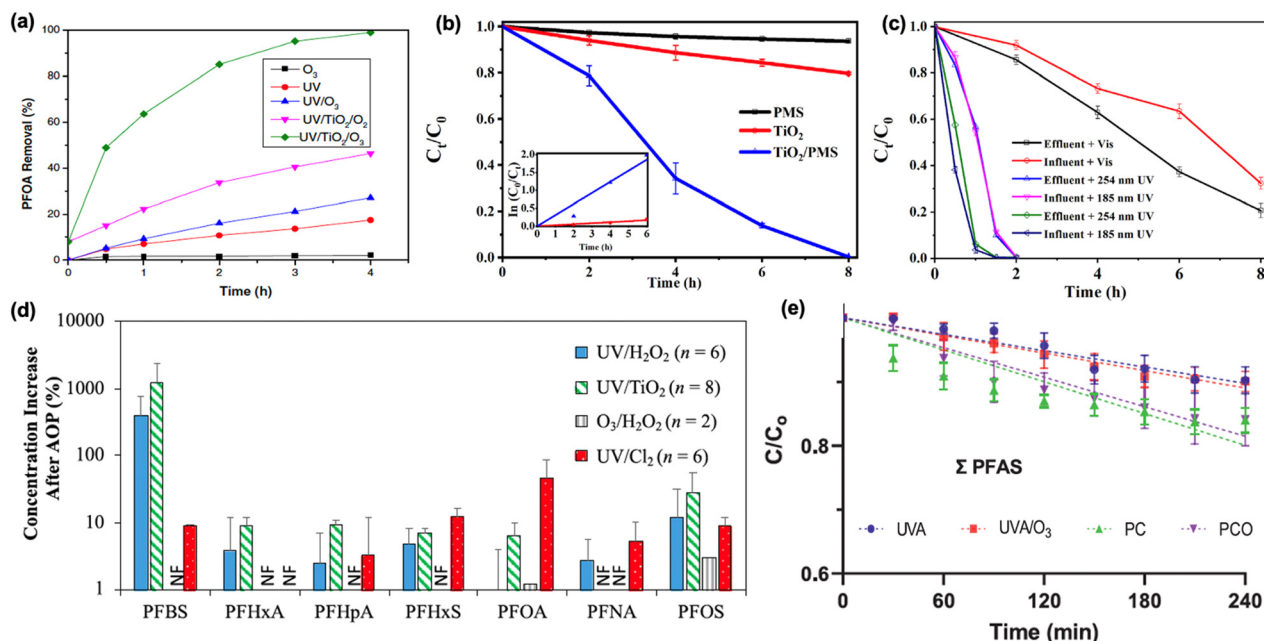 (a)
100
80
60
40
20
0
PFOA Removal (%)
O3
UV
UV/O3
UV/TiO2/O2
UV/TiO2/O3
0 1 2 3 4
Time (h)
(b)
1.0
0.8
0.6
0.4
0.2
0.0
Ct/C0
PMS
TiO2
TiO2/PMS
2.0
1.5
1.0
0.5
0.0
ln (C0/Ct)
0 1 2 3 4 5 6
Time (h)
0 2 4 6 8
Time (h)
(c)
1.0
0.8
0.6
0.4
0.2
0.0
Ct/C0
Effluent + Vis
Influent + Vis
Effluent + 254 nm UV
Influent + 185 nm UV
Effluent + 254 nm UV
Influent + 185 nm UV
0 2 4 6 8
Time (h)
(d)
10000
1000
100
10
1
Concentration Increase
After AOP (%)
UV/H2O2 (n = 6)
UV/TiO2 (n = 8)
O3/H2O2 (n = 2)
UV/Cl2 (n = 6)
NF NF NF NF NF NF NF
PFBS PFHxA PFHpA PFHxS PFOA PFNA PFOS
(e)
0.8
0.6
C/Co
Σ PFAS
UVA UVA/O3 PC PCO
0 60 120 180 240
Time (min)